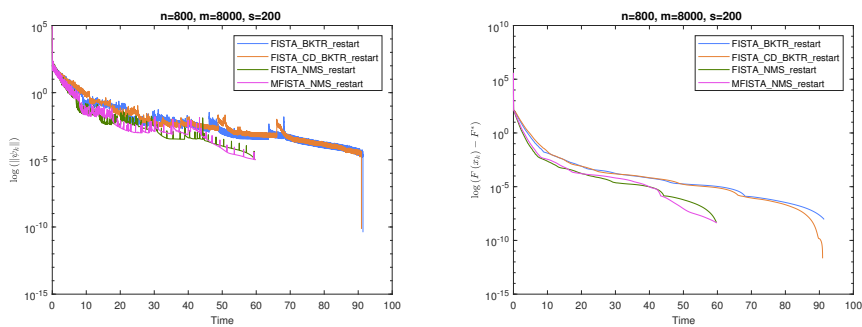 n=800, m=8000, s=200
10^5
10^0
10^-5
10^-10
10^-15
log (||ψ_k||)
FISTA_BKTR_restart
FISTA_CD_BKTR_restart
FISTA_NMS_restart
MFISTA_NMS_restart
0 10 20 30 40 50 60 70 80 90 100
Time
n=800, m=8000, s=200
10^10
10^5
10^0
10^-5
10^-10
10^-15
log (F (x_k) − F*)
FISTA_BKTR_restart
FISTA_CD_BKTR_restart
FISTA_NMS_restart
MFISTA_NMS_restart
0 10 20 30 40 50 60 70 80 90 100
Time